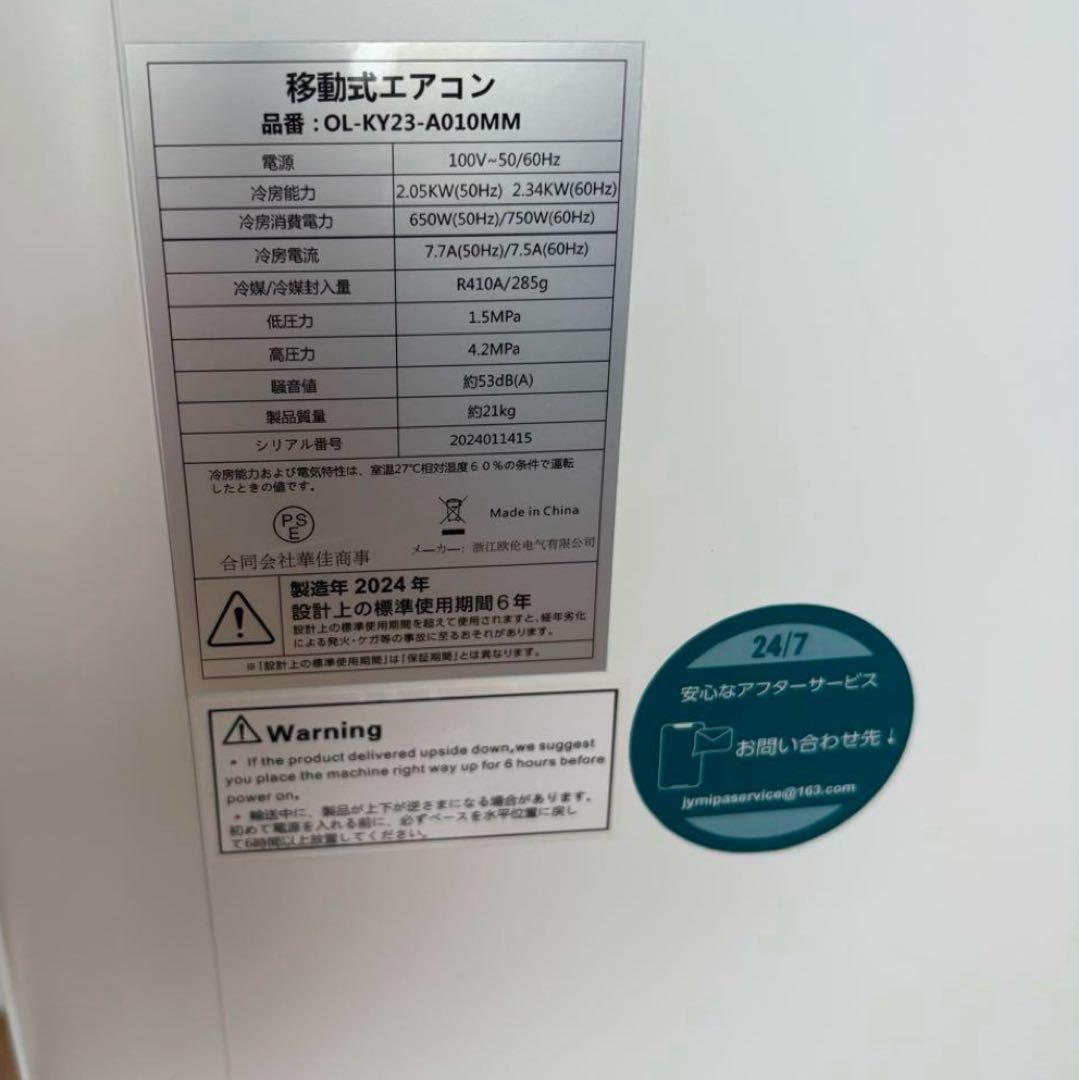 移動式エアコン
品番：OL-KY23-A010MM
電源 100V~50/60Hz
冷房能力 2.05KW(50Hz) 2.34KW(60Hz)
冷房消費電力 650W(50Hz)/750W(60Hz)
冷房電流 7.7A(50Hz)/7.5A(60Hz)
冷媒/冷媒封入量 R410A/285g
低圧力 1.5MPa
高圧力 4.2MPa
騒音値 約53dB(A)
製品質量 約21kg
シリアル番号 2024011415
冷房能力および電気特性は、室温27℃相対湿度６０％の条件で運転
したときの値です。
PSE
Made in China
合同会社華佳商事
メーカー：浙江欧伦电气有限公司
製造年 2024 年
設計上の標準使用期間６年
設計上の標準使用期間を超えて使用されますと、経年劣化
による発火・ケガ等の事故に至るおそれがあります。
※「設計上の標準使用期間」は「保証期間」とは異なります。
Warning
• If the product delivered upside down,we suggest
you place the machine right way up for 6 hours before
power on。
• 輸送中に、製品が上下が逆さまになる場合があります。
初めて電源を入れる前に、必ずベースを水平位置に戻し
て6時間以上放置してください。
24/7
安心なアフターサービス
お問い合わせ先↓
jymipaservice@163.com